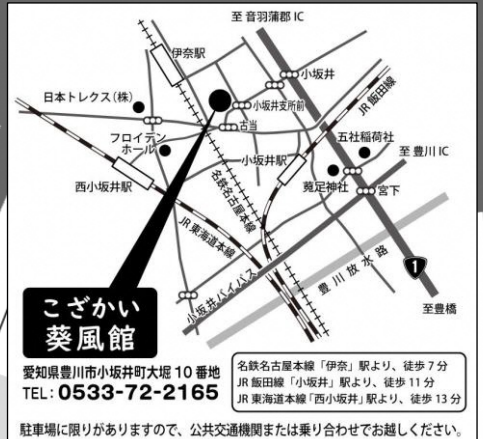 至 音羽蒲郡 IC
伊奈駅
小坂井
日本トレクス(株)
小坂井支所前
JR 飯田線
古当
フロイデン
ホール
五社稲荷社
小坂井駅
至 豊川 IC
西小坂井駅
名鉄名古屋本線
菟足神社
宮下
JR 東海道本線
小坂井バイパス
豊川放水路
1
至豊橋
こざかい
葵風館
愛知県豊川市小坂井町大堀 10 番地
TEL: 0533-72-2165
名鉄名古屋本線「伊奈」駅より、徒歩 7 分
JR 飯田線「小坂井」駅より、徒歩 11 分
JR 東海道本線「西小坂井」駅より、徒歩 13 分
駐車場に限りがありますので、公共交通機関または乗り合わせでお越しください。